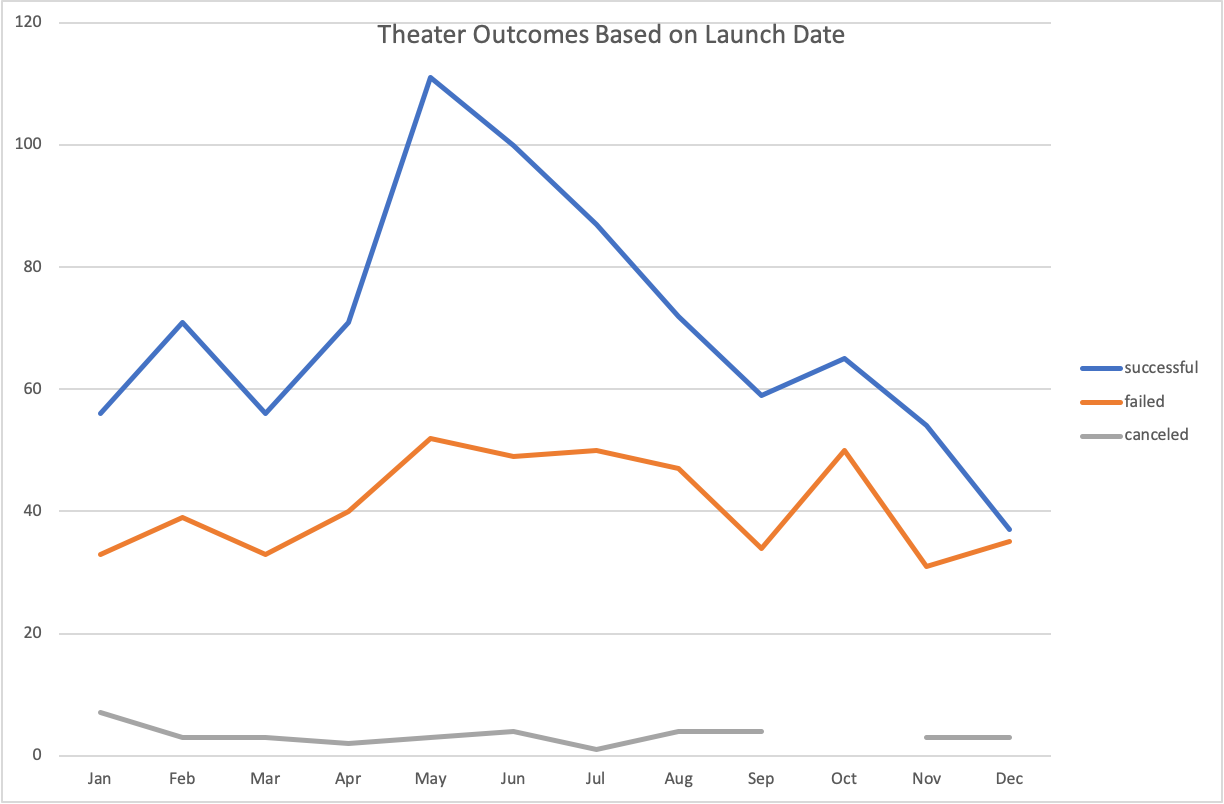 Theater Outcomes Based on Launch Date
120
100
80
60
40
20
0
Jan Feb Mar Apr May Jun Jul Aug Sep Oct Nov Dec
successful
failed
canceled